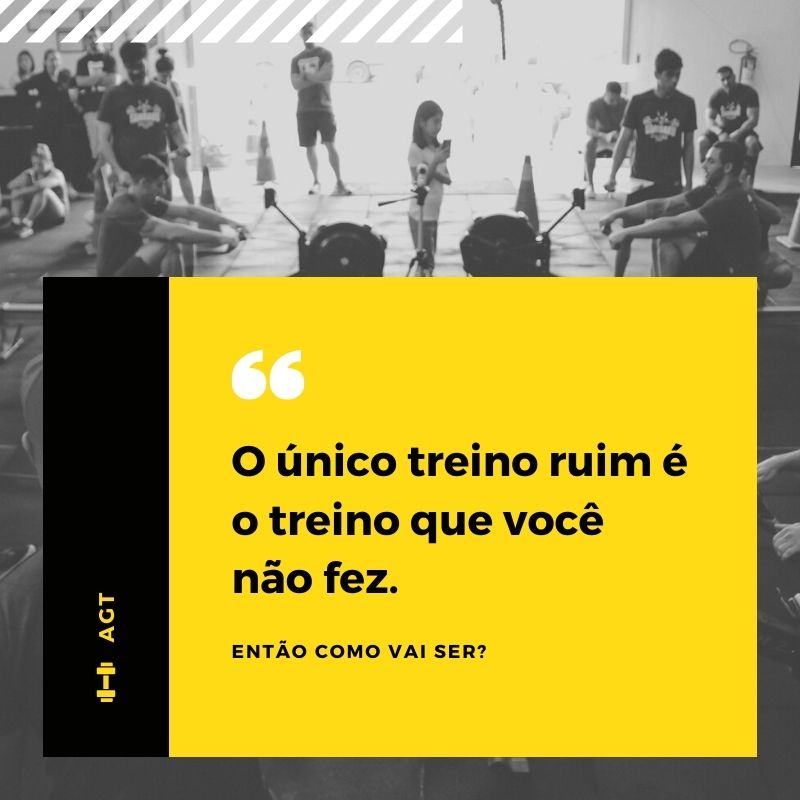 “
O único treino ruim é
o treino que você
não fez.
ENTÃO COMO VAI SER?
AGT